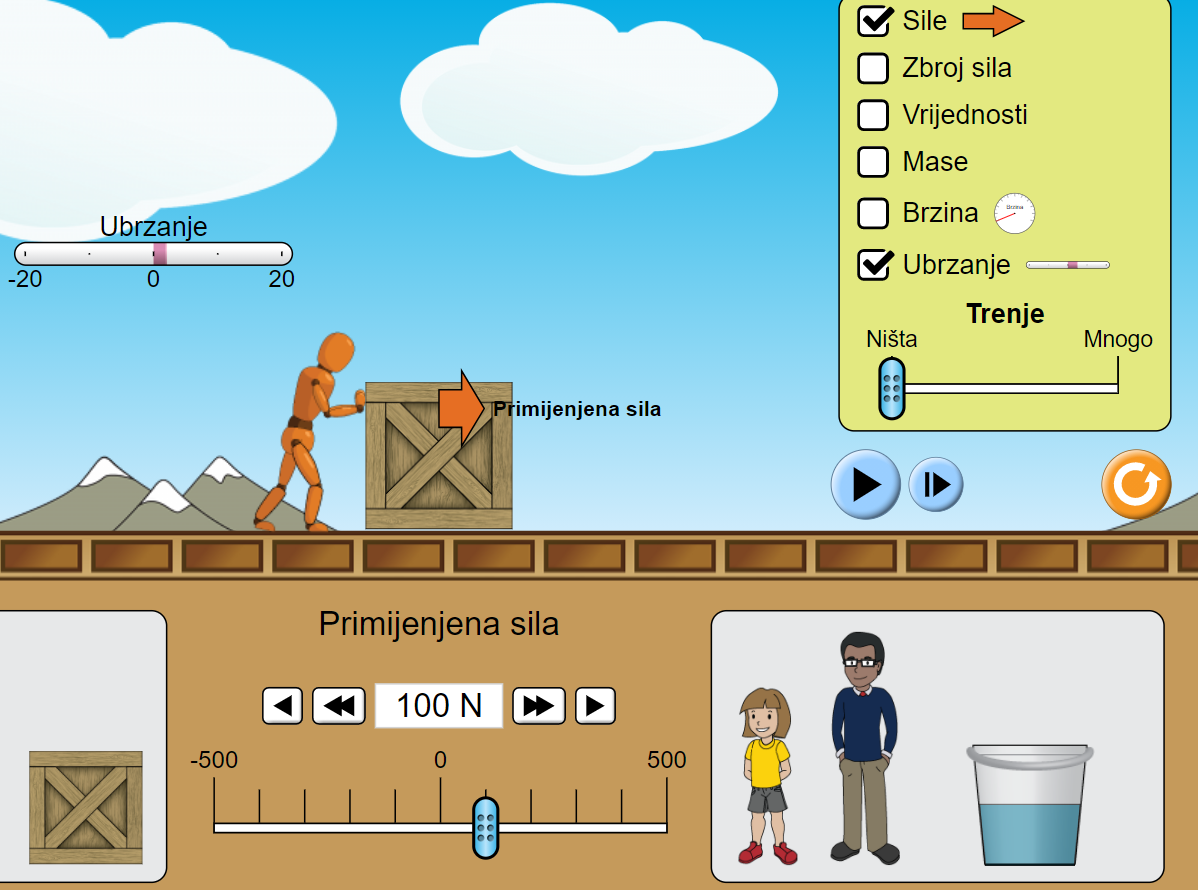 Sile
Zbroj sila
Vrijednosti
Mase
Brzina
Brzina
Ubrzanje
Trenje
Ništa Mnogo
Ubrzanje
-20 0 20
Primijenjena sila
Primijenjena sila
100 N
-500 0 500